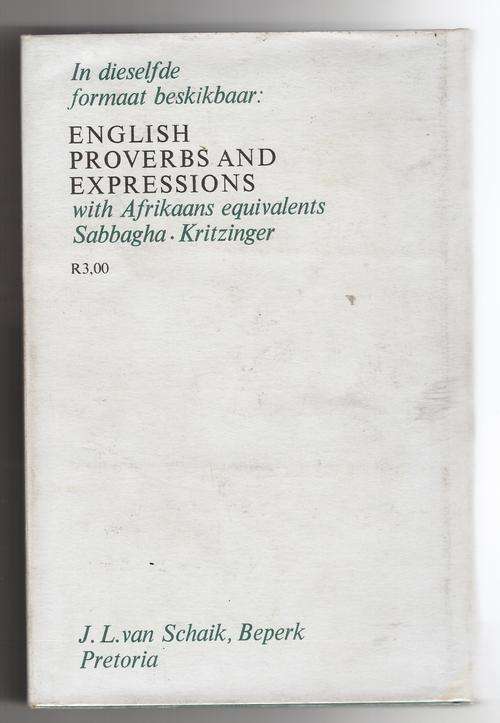 In dieselfde
formaat beskikbaar:
ENGLISH
PROVERBS AND
EXPRESSIONS
with Afrikaans equivalents
Sabbagha · Kritzinger
R3,00
J. L. van Schaik, Beperk
Pretoria